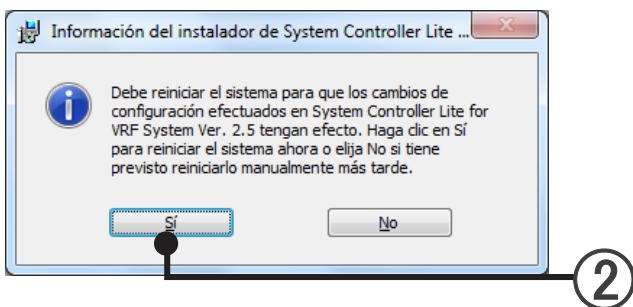 Información del instalador de System Controller Lite ...
Debe reiniciar el sistema para que los cambios de
configuración efectuados en System Controller Lite for
VRF System Ver. 2.5 tengan efecto. Haga clic en Sí
para reiniciar el sistema ahora o elija No si tiene
previsto reiniciarlo manualmente más tarde.
Sí No
2